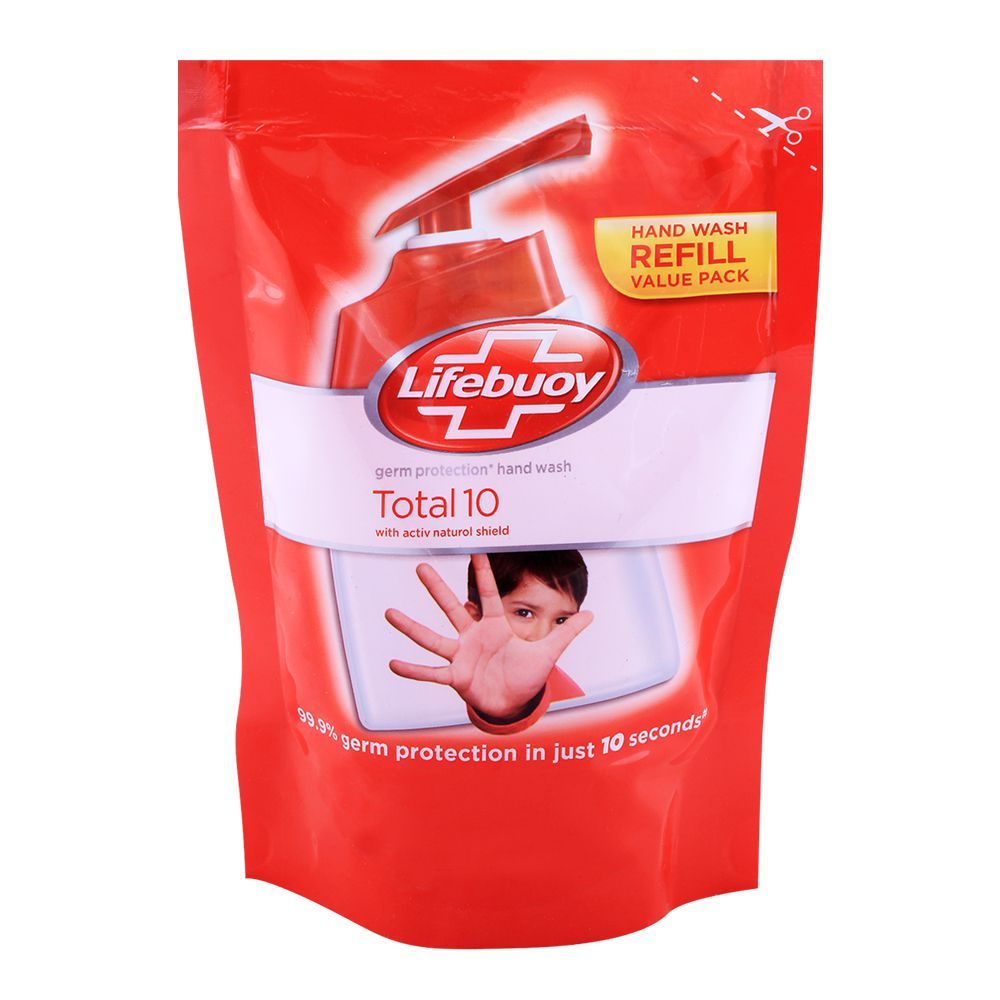 HAND WASH
REFILL
VALUE PACK
Lifebuoy
germ protection* hand wash
Total 10
with activ naturol shield
99.9% germ protection in just 10 seconds#